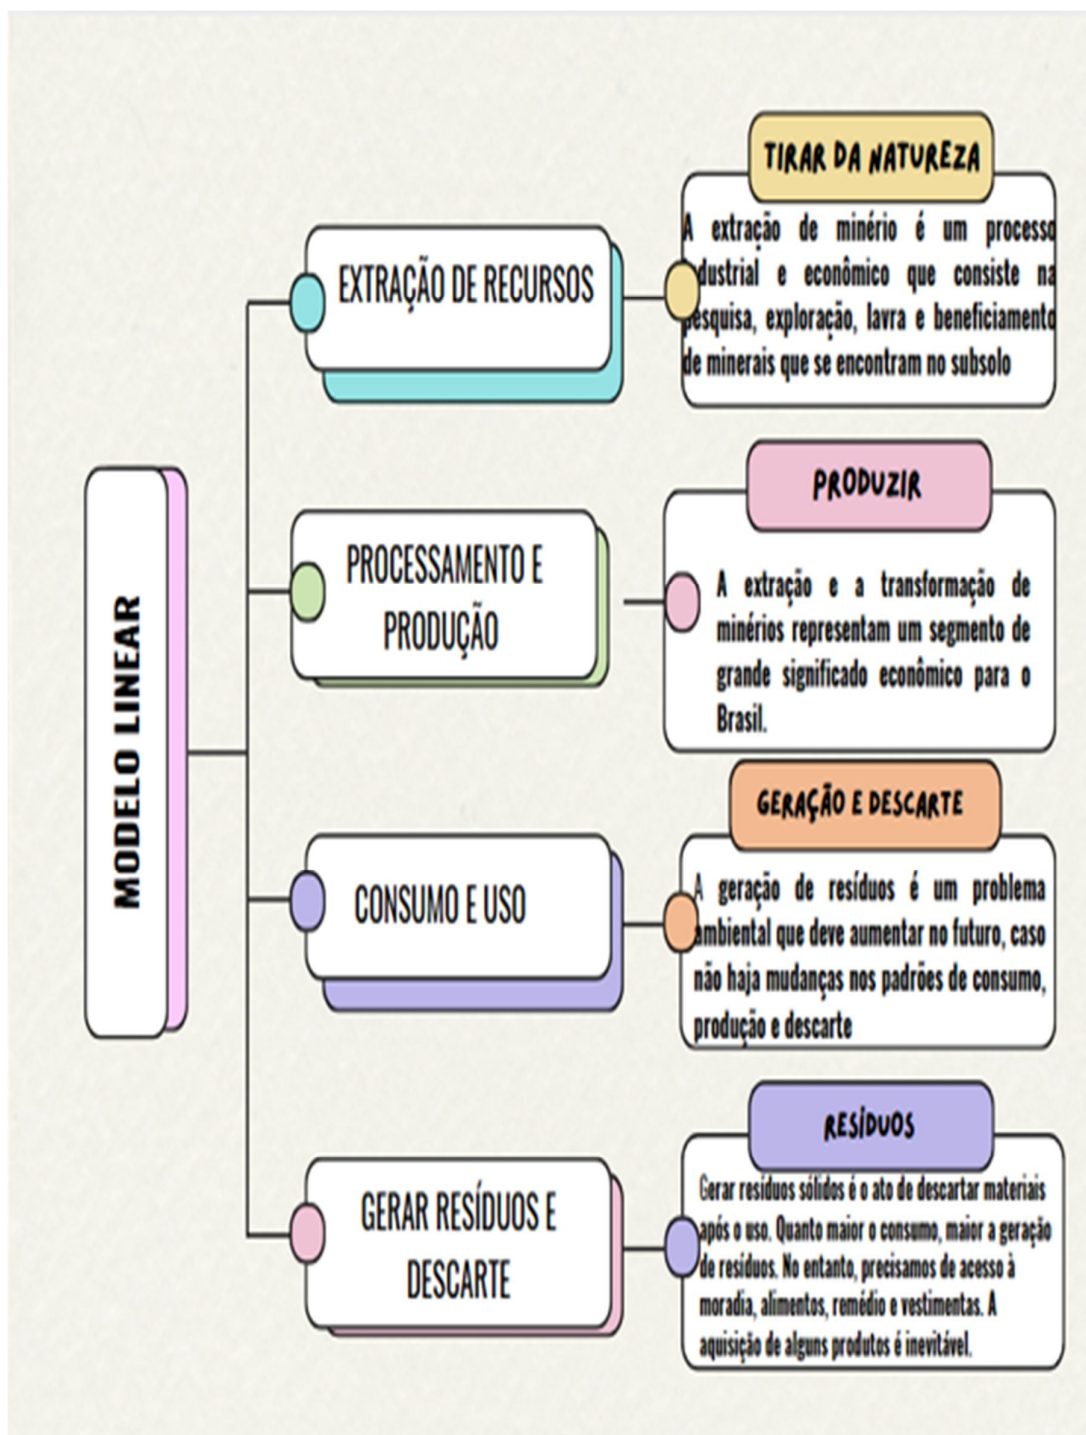 MODELO LINEAR
EXTRAÇÃO DE RECURSOS
TIRAR DA NATUREZA
A extração de minério é um processo
industrial e econômico que consiste na
pesquisa, exploração, lavra e beneficiamento
de minerais que se encontram no subsolo
PROCESSAMENTO E
PRODUÇÃO
PRODUZIR
A extração e a transformação de
minérios representam um segmento de
grande significado econômico para o
Brasil.
CONSUMO E USO
GERAÇÃO E DESCARTE
A geração de resíduos é um problema
ambiental que deve aumentar no futuro, caso
não haja mudanças nos padrões de consumo,
produção e descarte
GERAR RESÍDUOS E
DESCARTE
RESÍDUOS
Gerar resíduos sólidos é o ato de descartar materiais
após o uso. Quanto maior o consumo, maior a geração
de resíduos. No entanto, precisamos de acesso à
moradia, alimentos, remédio e vestimentas. A
aquisição de alguns produtos é inevitável.